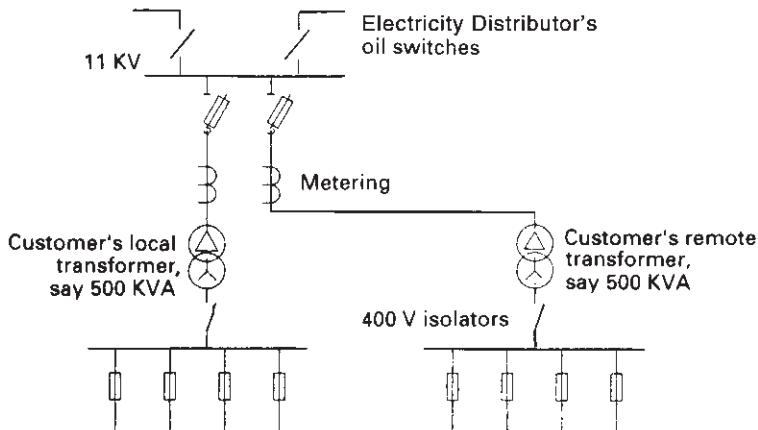 Electricity Distributor's
oil switches
11 KV
Metering
Customer's local
transformer,
say 500 KVA
Customer's remote
transformer,
say 500 KVA
400 V isolators